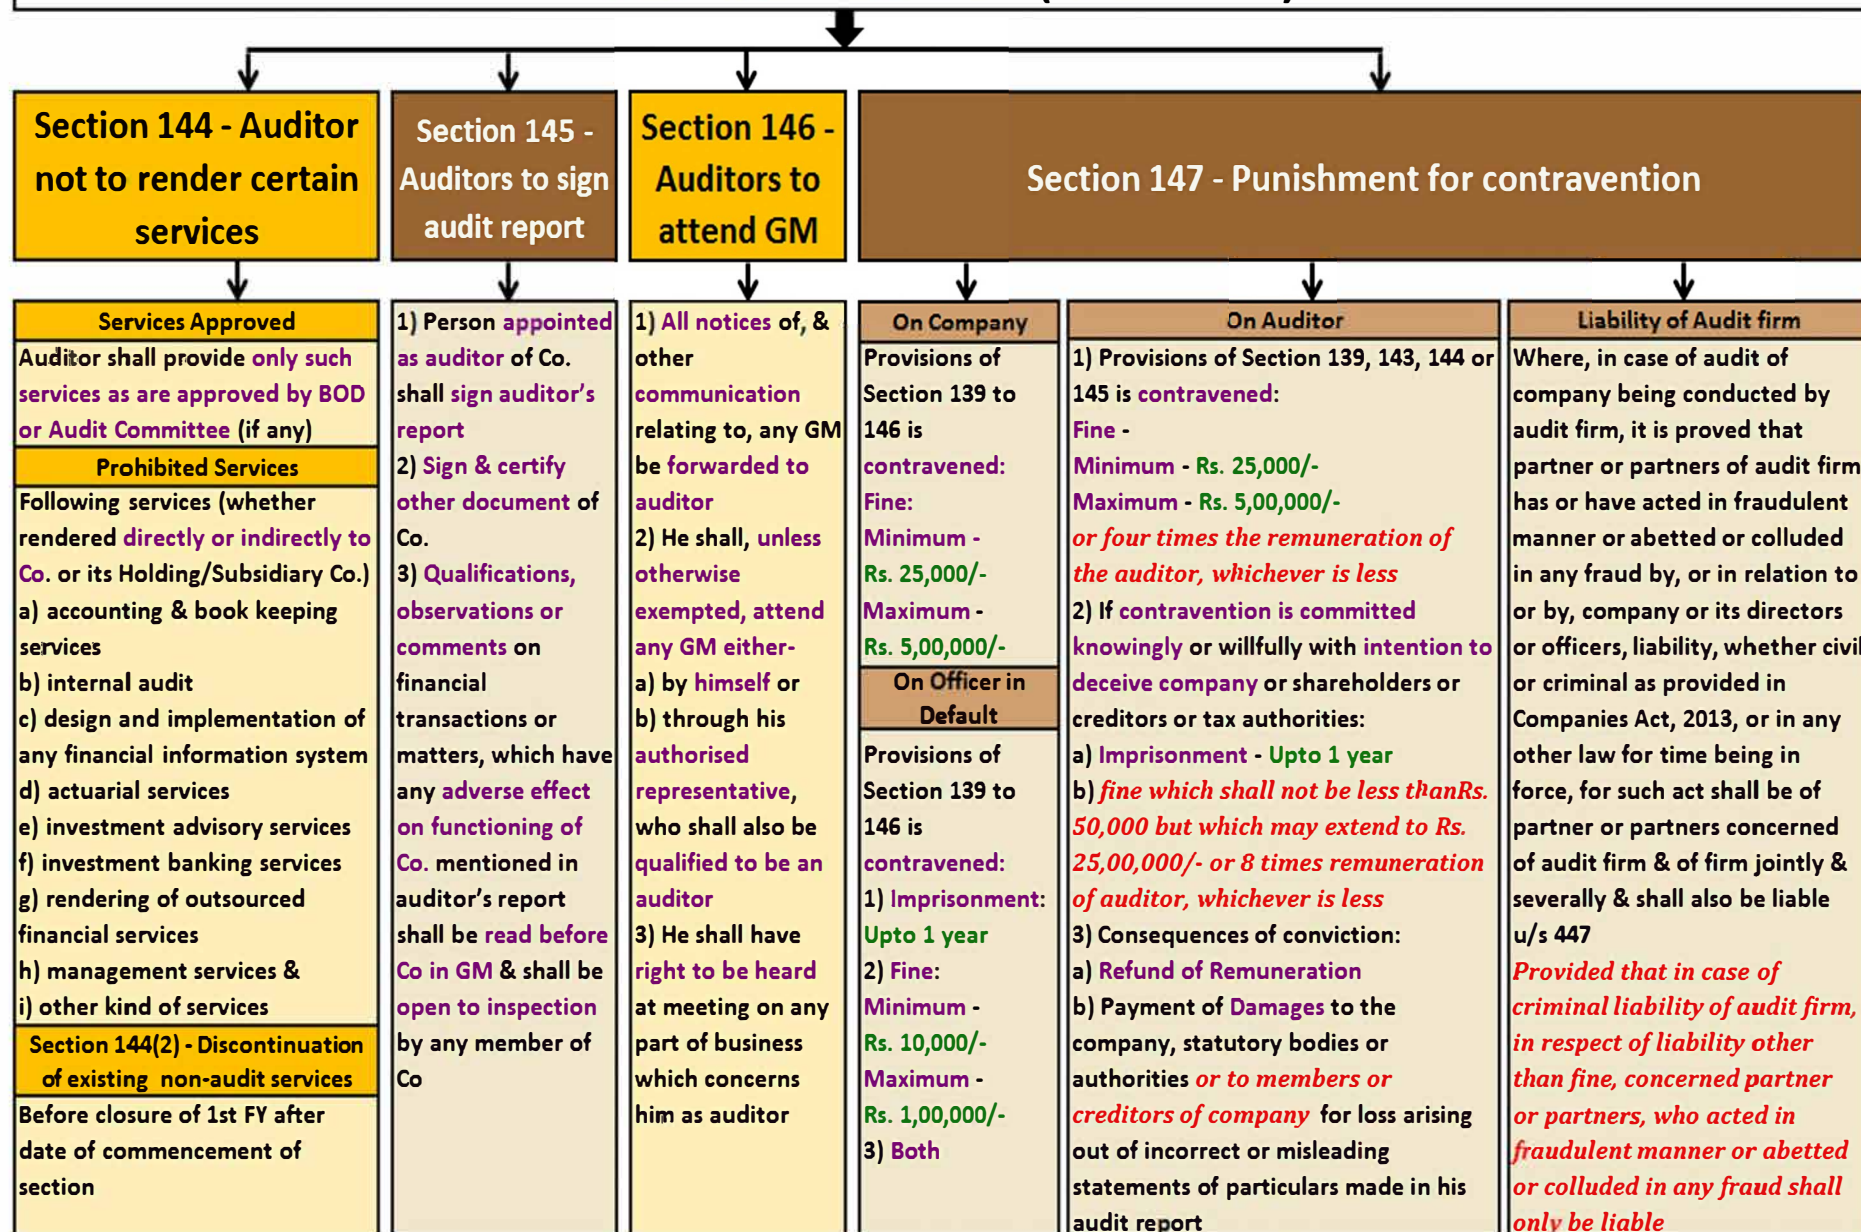 Section 144 - Auditor
not to render certain
services
Section 145 -
Auditors to sign
audit report
Section 146 -
Auditors to
attend GM
Section 147 - Punishment for contravention
Services Approved
Auditor shall provide only such
services as are approved by BOD
or Audit Committee (if any)
Prohibited Services
Following services (whether
rendered directly or indirectly to
Co. or its Holding/Subsidiary Co.)
a) accounting & book keeping
services
b) internal audit
c) design and implementation of
any financial information system
d) actuarial services
e) investment advisory services
f) investment banking services
g) rendering of outsourced
financial services
h) management services &
i) other kind of services
Section 144(2) - Discontinuation
of existing non-audit services
Before closure of 1st FY after
date of commencement of
section
1) Person appointed
as auditor of Co.
shall sign auditor's
report
2) Sign & certify
other document of
Co.
3) Qualifications,
observations or
comments on
financial
transactions or
matters, which have
any adverse effect
on functioning of
Co. mentioned in
auditor's report
shall be read before
Co in GM & shall be
open to inspection
by any member of
Co
1) All notices of, &
other
communication
relating to, any GM
be forwarded to
auditor
2) He shall, unless
otherwise
exempted, attend
any GM either-
a) by himself or
b) through his
authorised
representative,
who shall also be
qualified to be an
auditor
3) He shall have
right to be heard
at meeting on any
part of business
which concerns
him as auditor
On Company
Provisions of
Section 139 to
146 is
contravened:
Fine:
Minimum -
Rs. 25,000/-
Maximum -
Rs. 5,00,000/-
On Officer in
Default
Provisions of
Section 139 to
146 is
contravened:
1) Imprisonment:
Upto 1 year
2) Fine:
Minimum -
Rs. 10,000/-
Maximum -
Rs. 1,00,000/-
3) Both
On Auditor
1) Provisions of Section 139, 143, 144 or
145 is contravened:
Fine -
Minimum - Rs. 25,000/-
Maximum - Rs. 5,00,000/-
or four times the remuneration of
the auditor, whichever is less
2) If contravention is committed
knowingly or willfully with intention to
deceive company or shareholders or
creditors or tax authorities:
a) Imprisonment - Upto 1 year
b) fine which shall not be less thanRs.
50,000 but which may extend to Rs.
25,00,000/- or 8 times remuneration
of auditor, whichever is less
3) Consequences of conviction:
a) Refund of Remuneration
b) Payment of Damages to the
company, statutory bodies or
authorities or to members or
creditors of company for loss arising
out of incorrect or misleading
statements of particulars made in his
audit report
Liability of Audit firm
Where, in case of audit of
company being conducted by
audit firm, it is proved that
partner or partners of audit firm
has or have acted in fraudulent
manner or abetted or colluded
in any fraud by, or in relation to
or by, company or its directors
or officers, liability, whether civil
or criminal as provided in
Companies Act, 2013, or in any
other law for time being in
force, for such act shall be of
partner or partners concerned
of audit firm & of firm jointly &
severally & shall also be liable
u/s 447
Provided that in case of
criminal liability of audit firm,
in respect of liability other
than fine, concerned partner
or partners, who acted in
fraudulent manner or abetted
or colluded in any fraud shall
only be liable